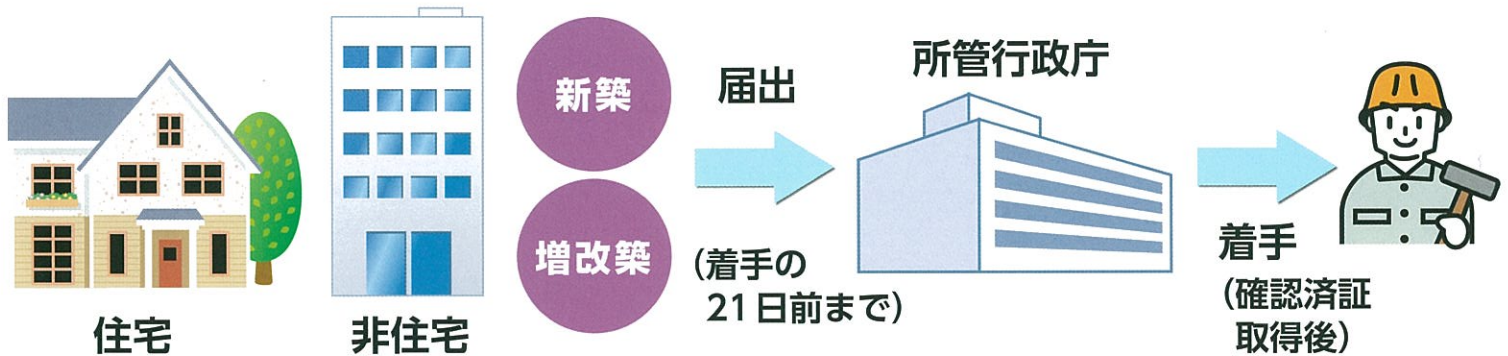 住宅
非住宅
新築
増改築
届出
(着手の
21日前まで)
所管行政庁
着手
(確認済証
取得後)